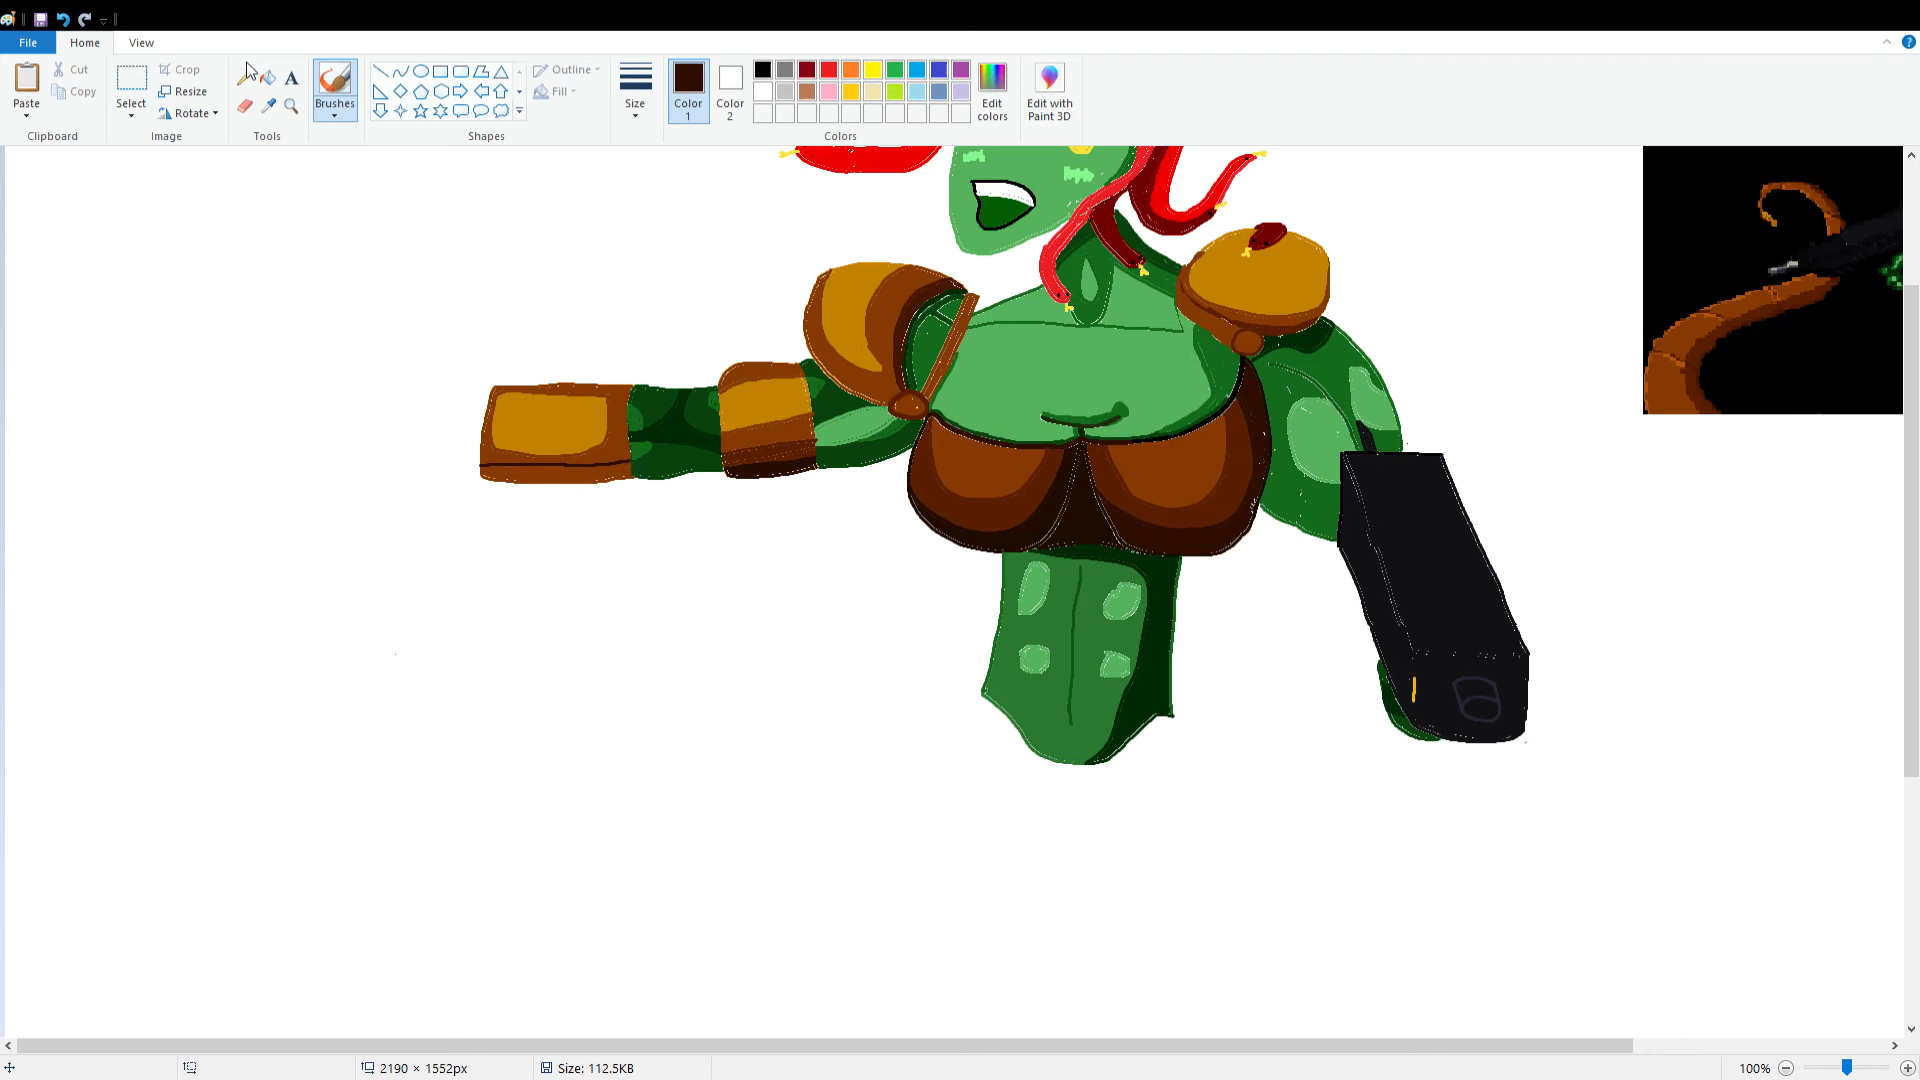 File Home View
Paste
Cut
Copy
Clipboard
Select
Crop
Resize
Rotate
Image
A
Tools
Brushes
Shapes
Outline
Fill
Size
Color
1
Color
2
Colors
Edit
colors
Edit with
Paint 3D
2190 × 1552px Size: 112.5KB 100%